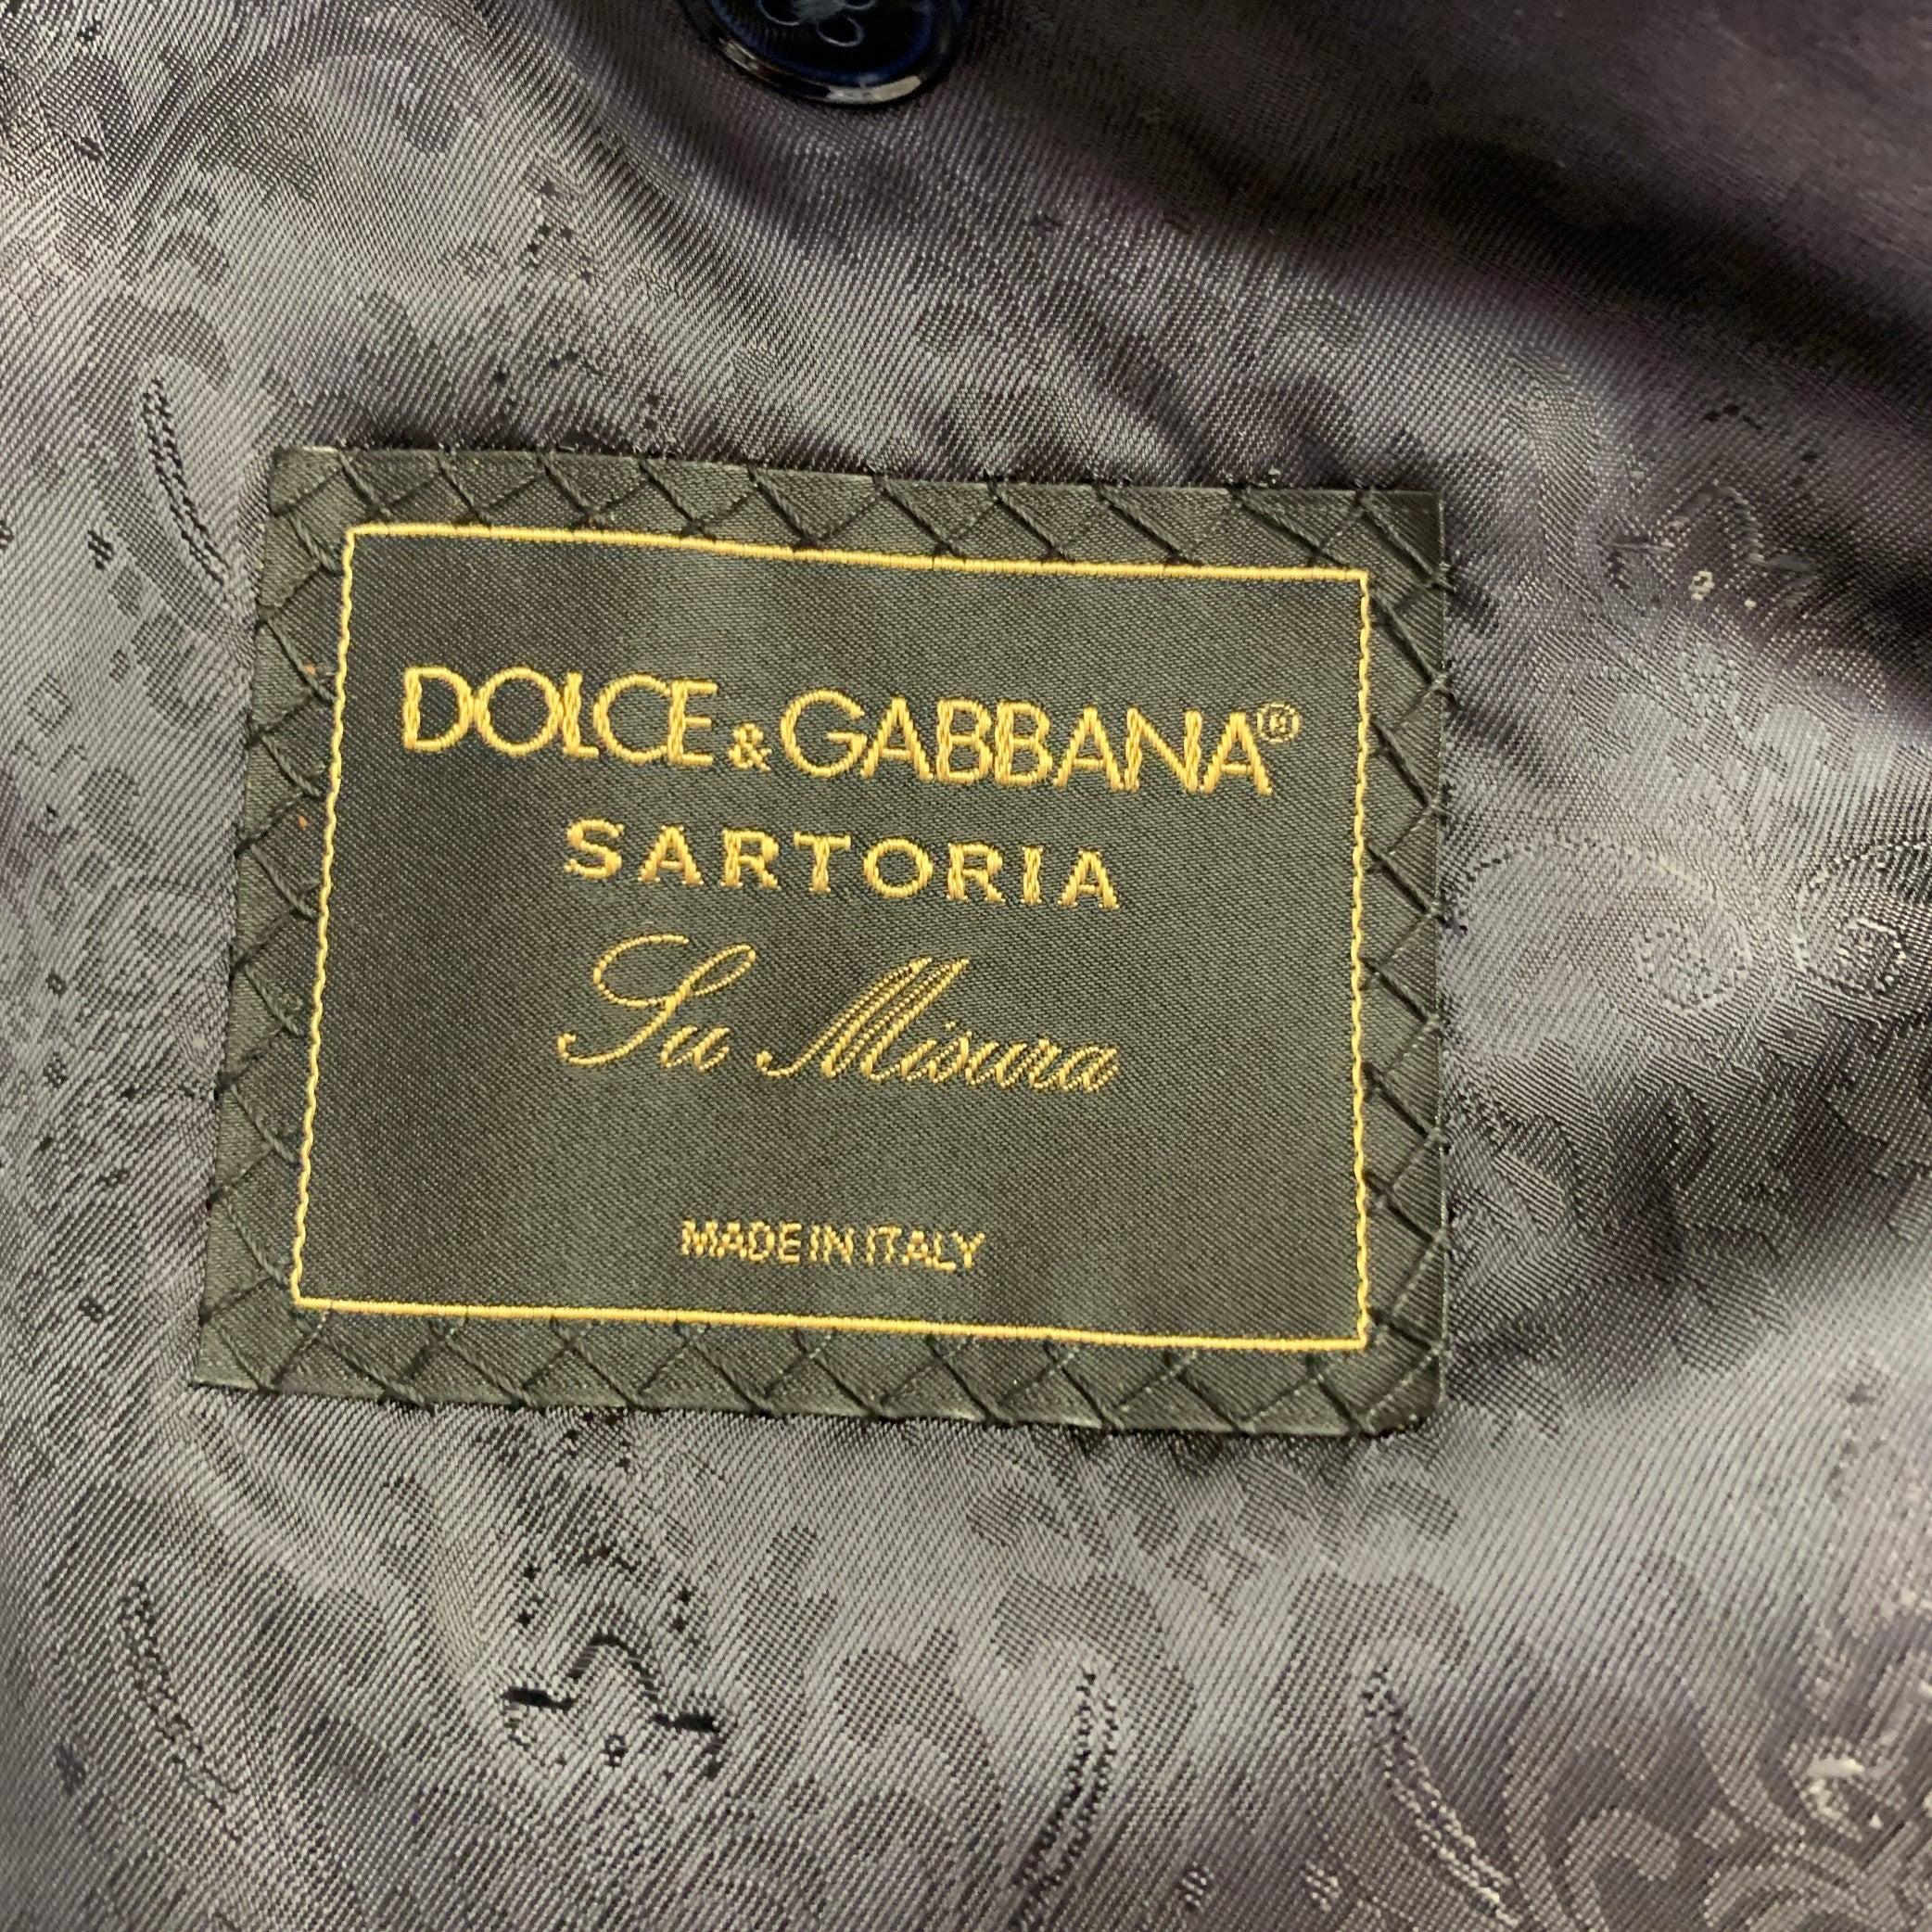 DOLCE & GABBANA®
SARTORIA
Su Misura
MADE IN ITALY